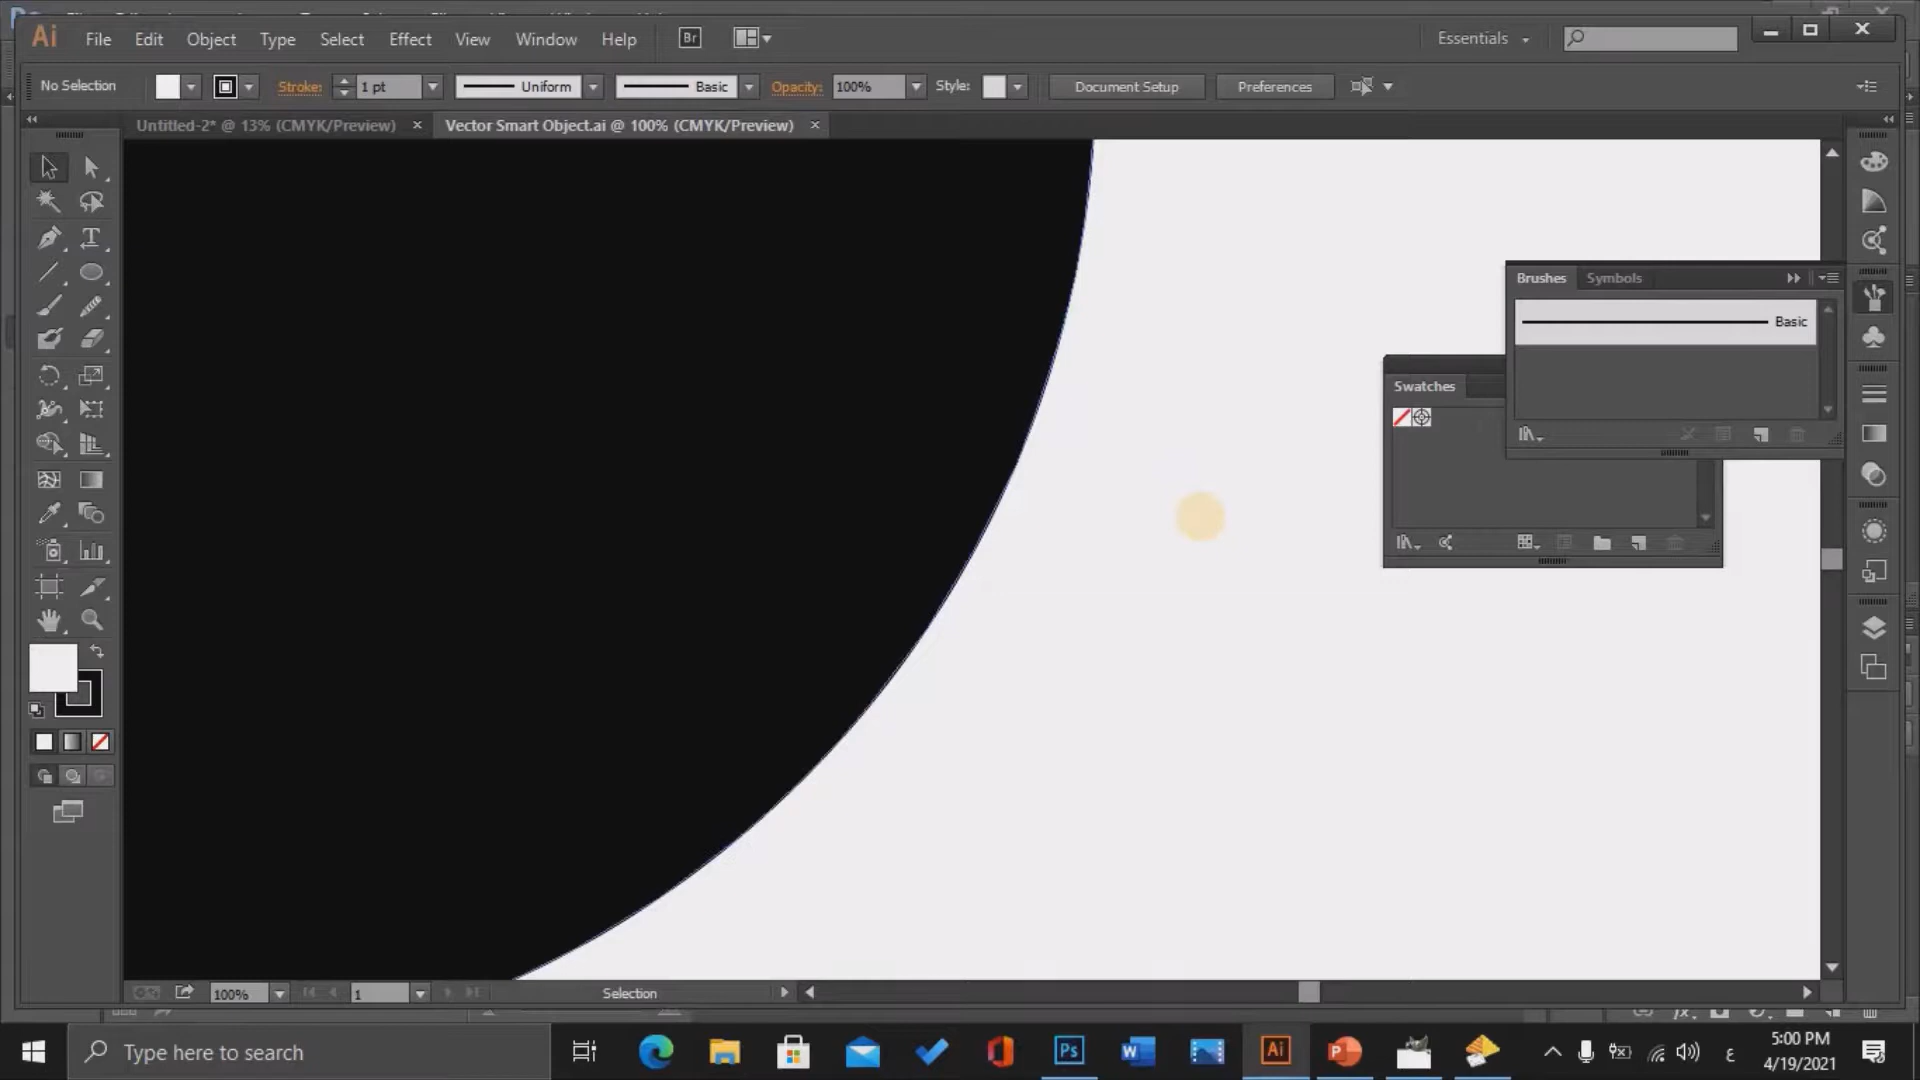 Ai File Edit Object Type Select Effect View Window Help Br Essentials
No Selection Stroke: 1 pt Uniform Basic Opacity: 100% Style: Document Setup Preferences
Untitled-2* @ 13% (CMYK/Preview) × Vector Smart Object.ai @ 100% (CMYK/Preview) ×
Brushes Symbols
Basic
Swatches
100% 1 Selection
Type here to search Ps W Ai P ع 5:00 PM
4/19/2021